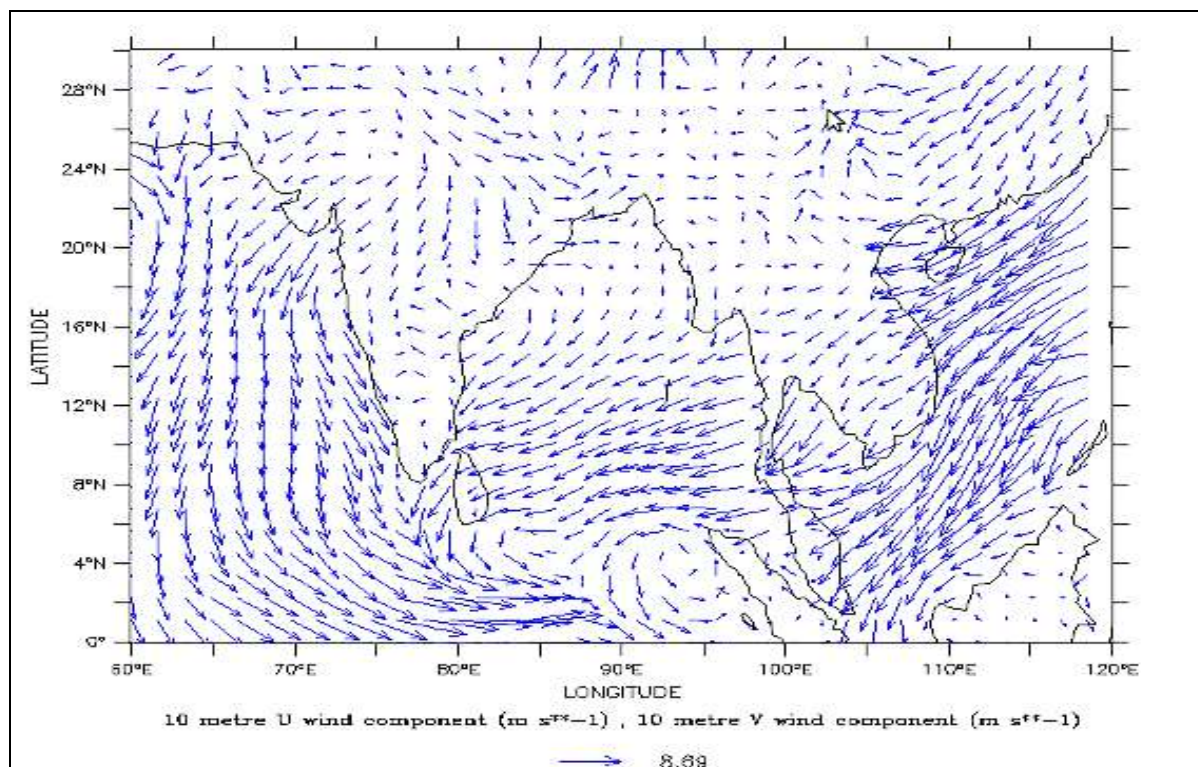 28°N
24°N
20°N
16°N
12°N
8°N
4°N
0°
LATITUDE
60°E 70°E 80°E 90°E 100°E 110°E 120°E
LONGITUDE
10 metre U wind component (m s**-1) , 10 metre V wind component (m s**-1)
8.69